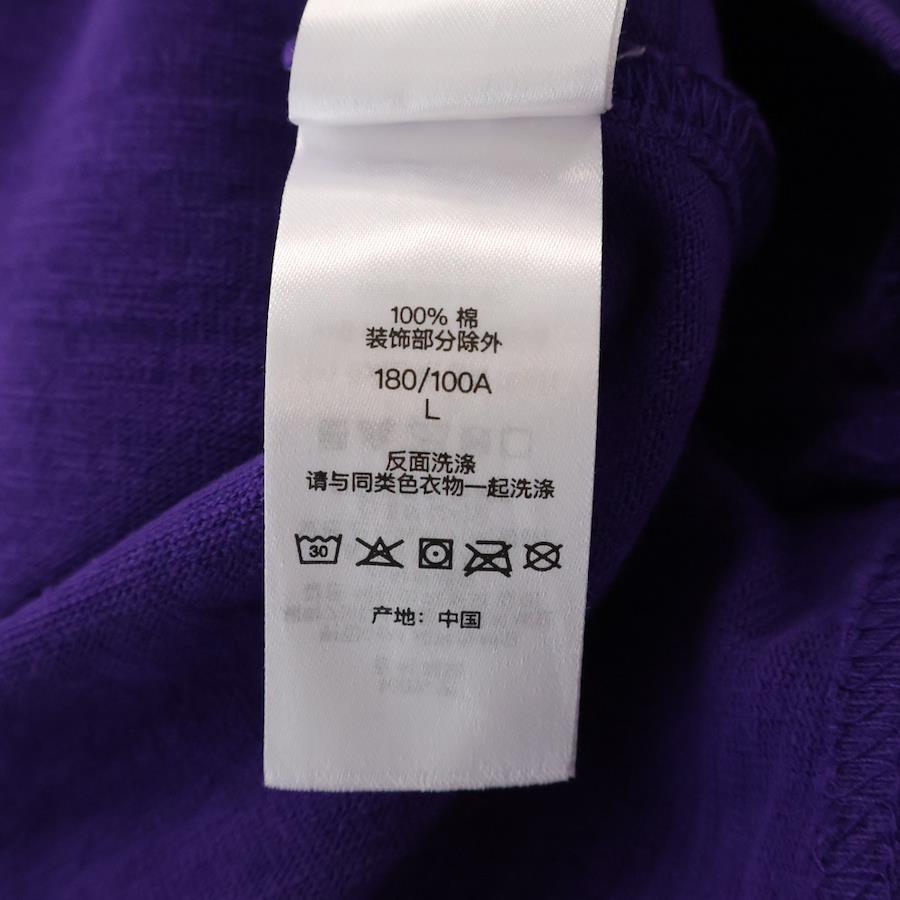 100% 棉
装饰部分除外
180/100A
L
反面洗涤
请与同类色衣物一起洗涤
30
产地：中国